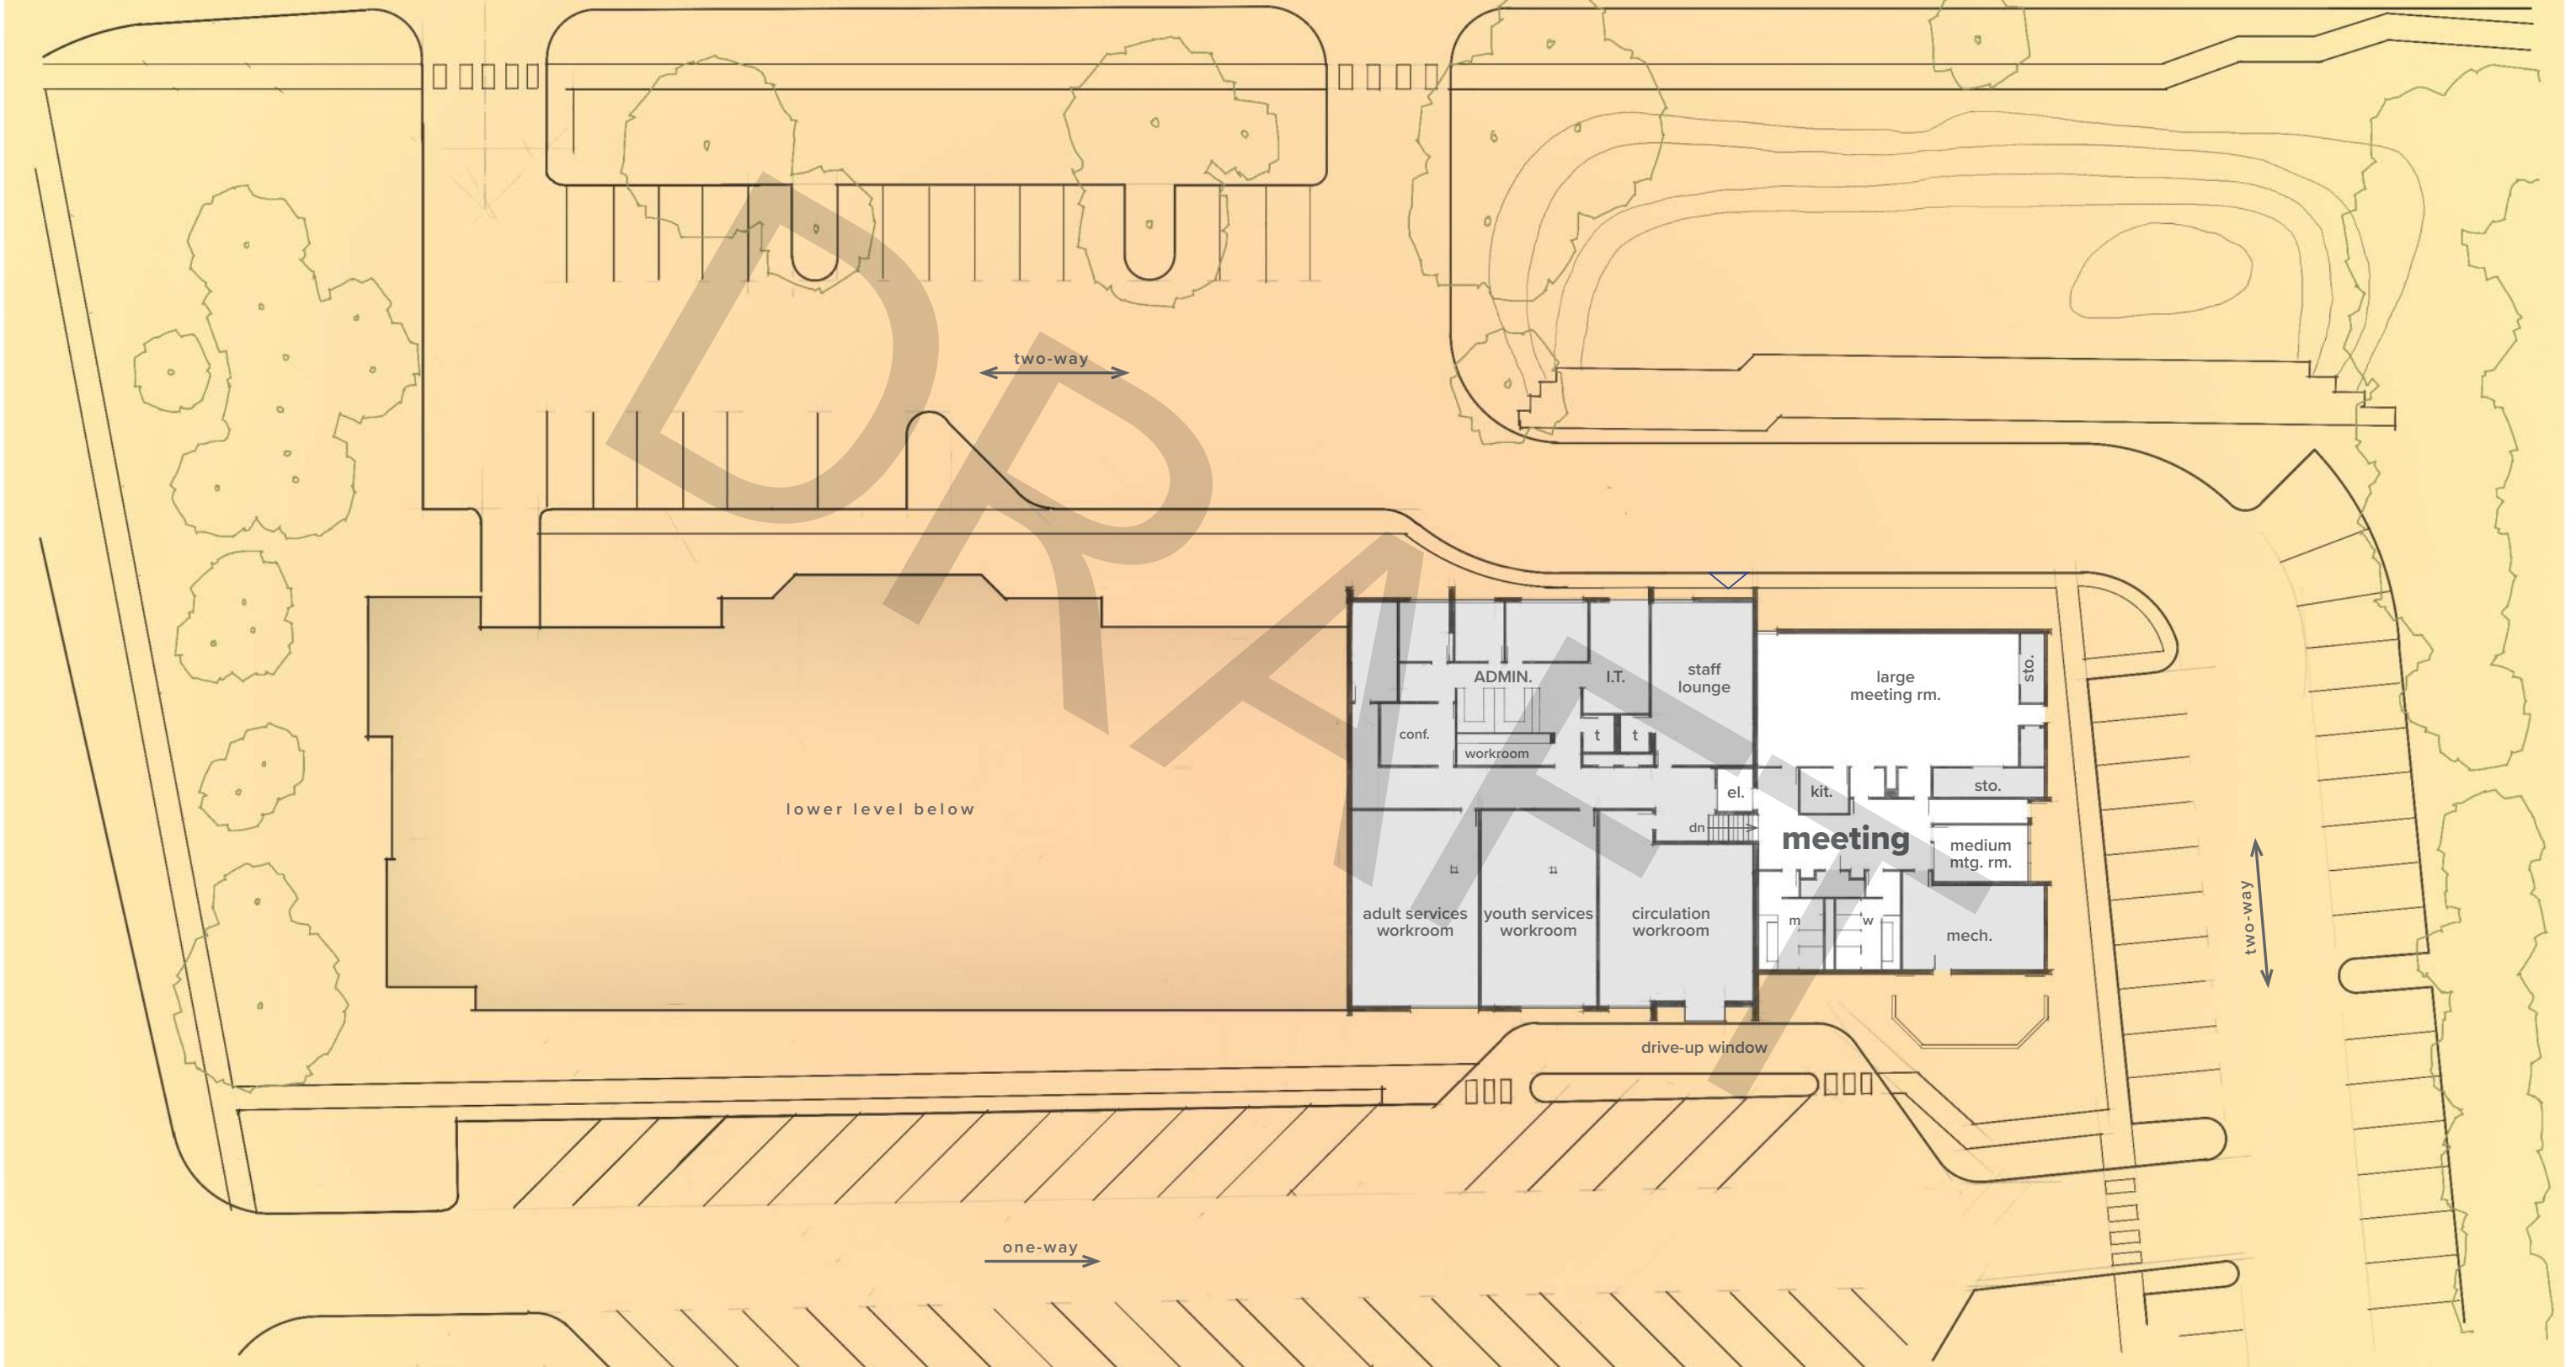 DRAFT
two-way
ADMIN.
I.T.
staff
lounge
large
meeting rm.
sto.
conf.
workroom
t
t
el.
kit.
sto.
lower level below
dn
meeting
medium
mtg. rm.
adult services
workroom
youth services
workroom
circulation
workroom
m
w
mech.
two-way
drive-up window
one-way